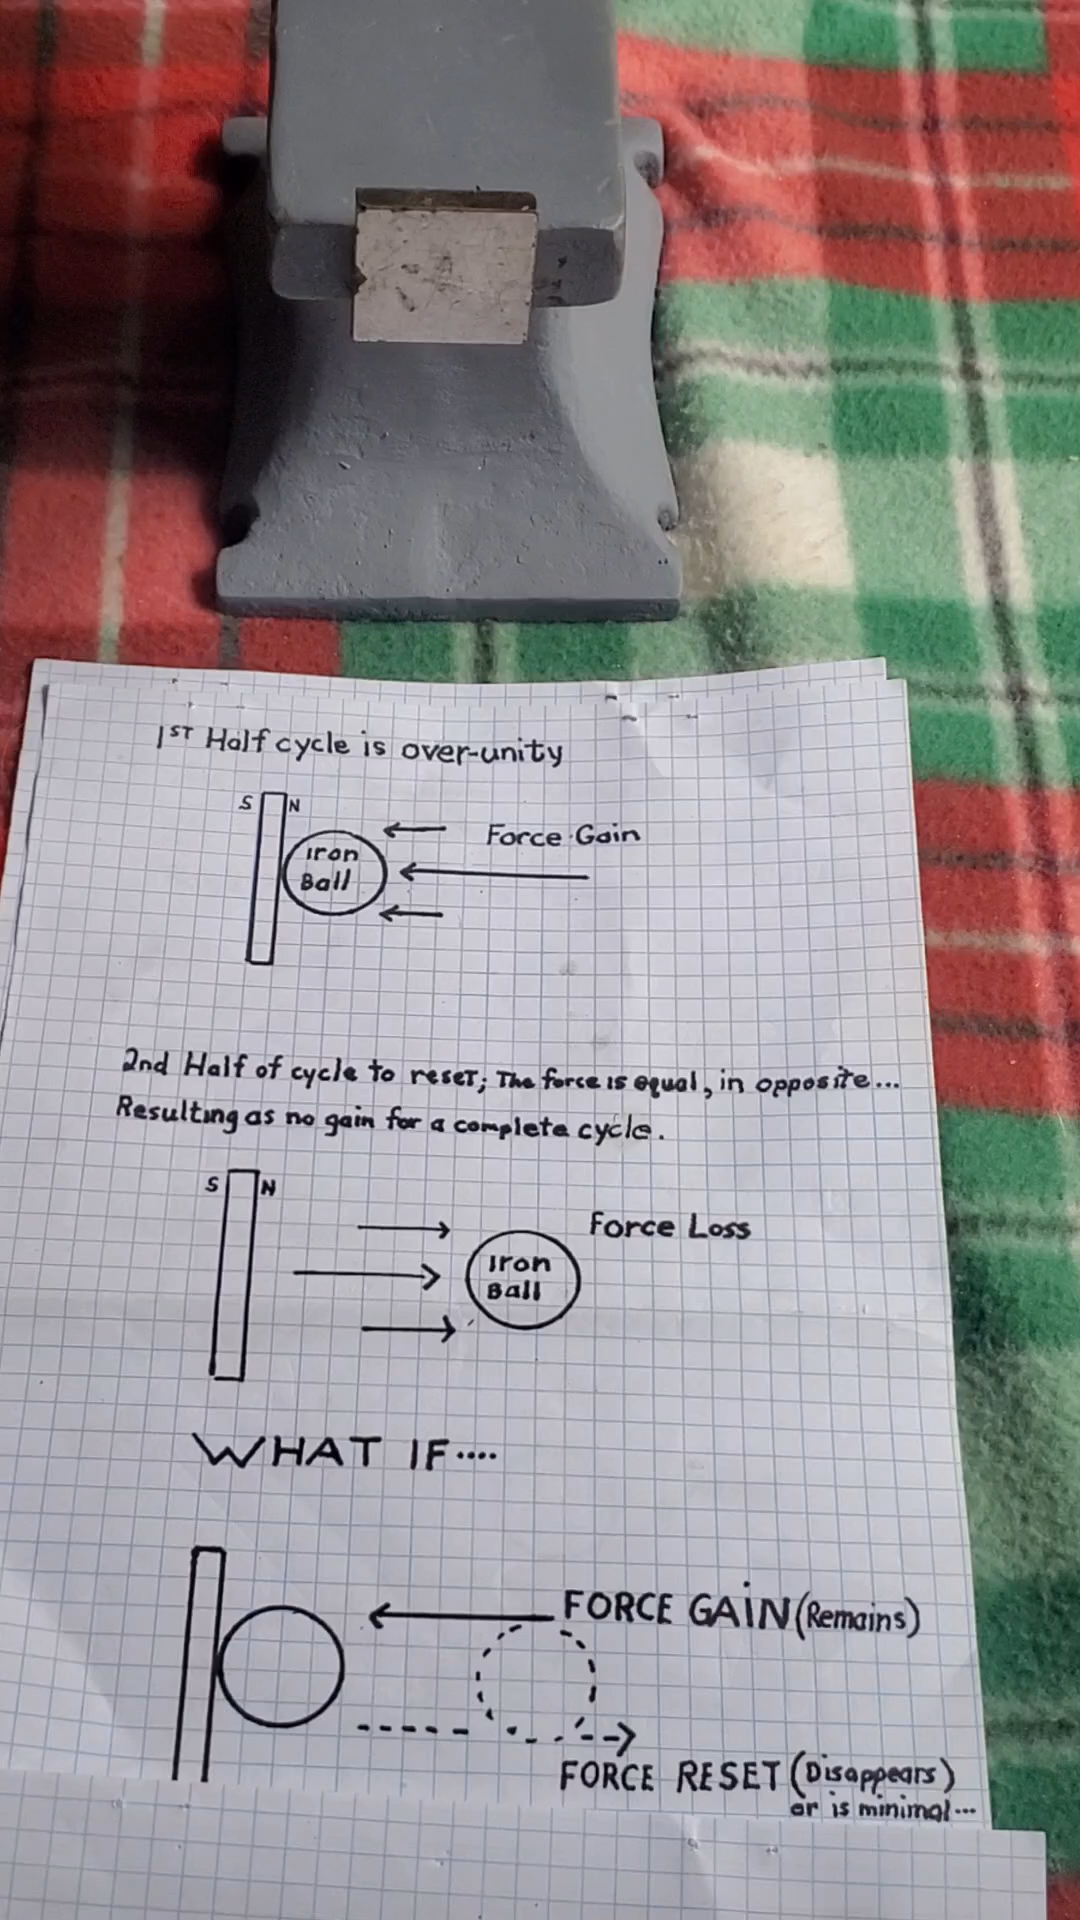 1ST Half cycle is over-unity
S N
Force Gain
Iron
Ball
2nd Half of cycle to reset; The force is equal, in opposite...
Resulting as no gain for a complete cycle.
S N
Force Loss
Iron
Ball
WHAT IF....
FORCE GAIN (Remains)
FORCE RESET (Disappears)
or is minimal...